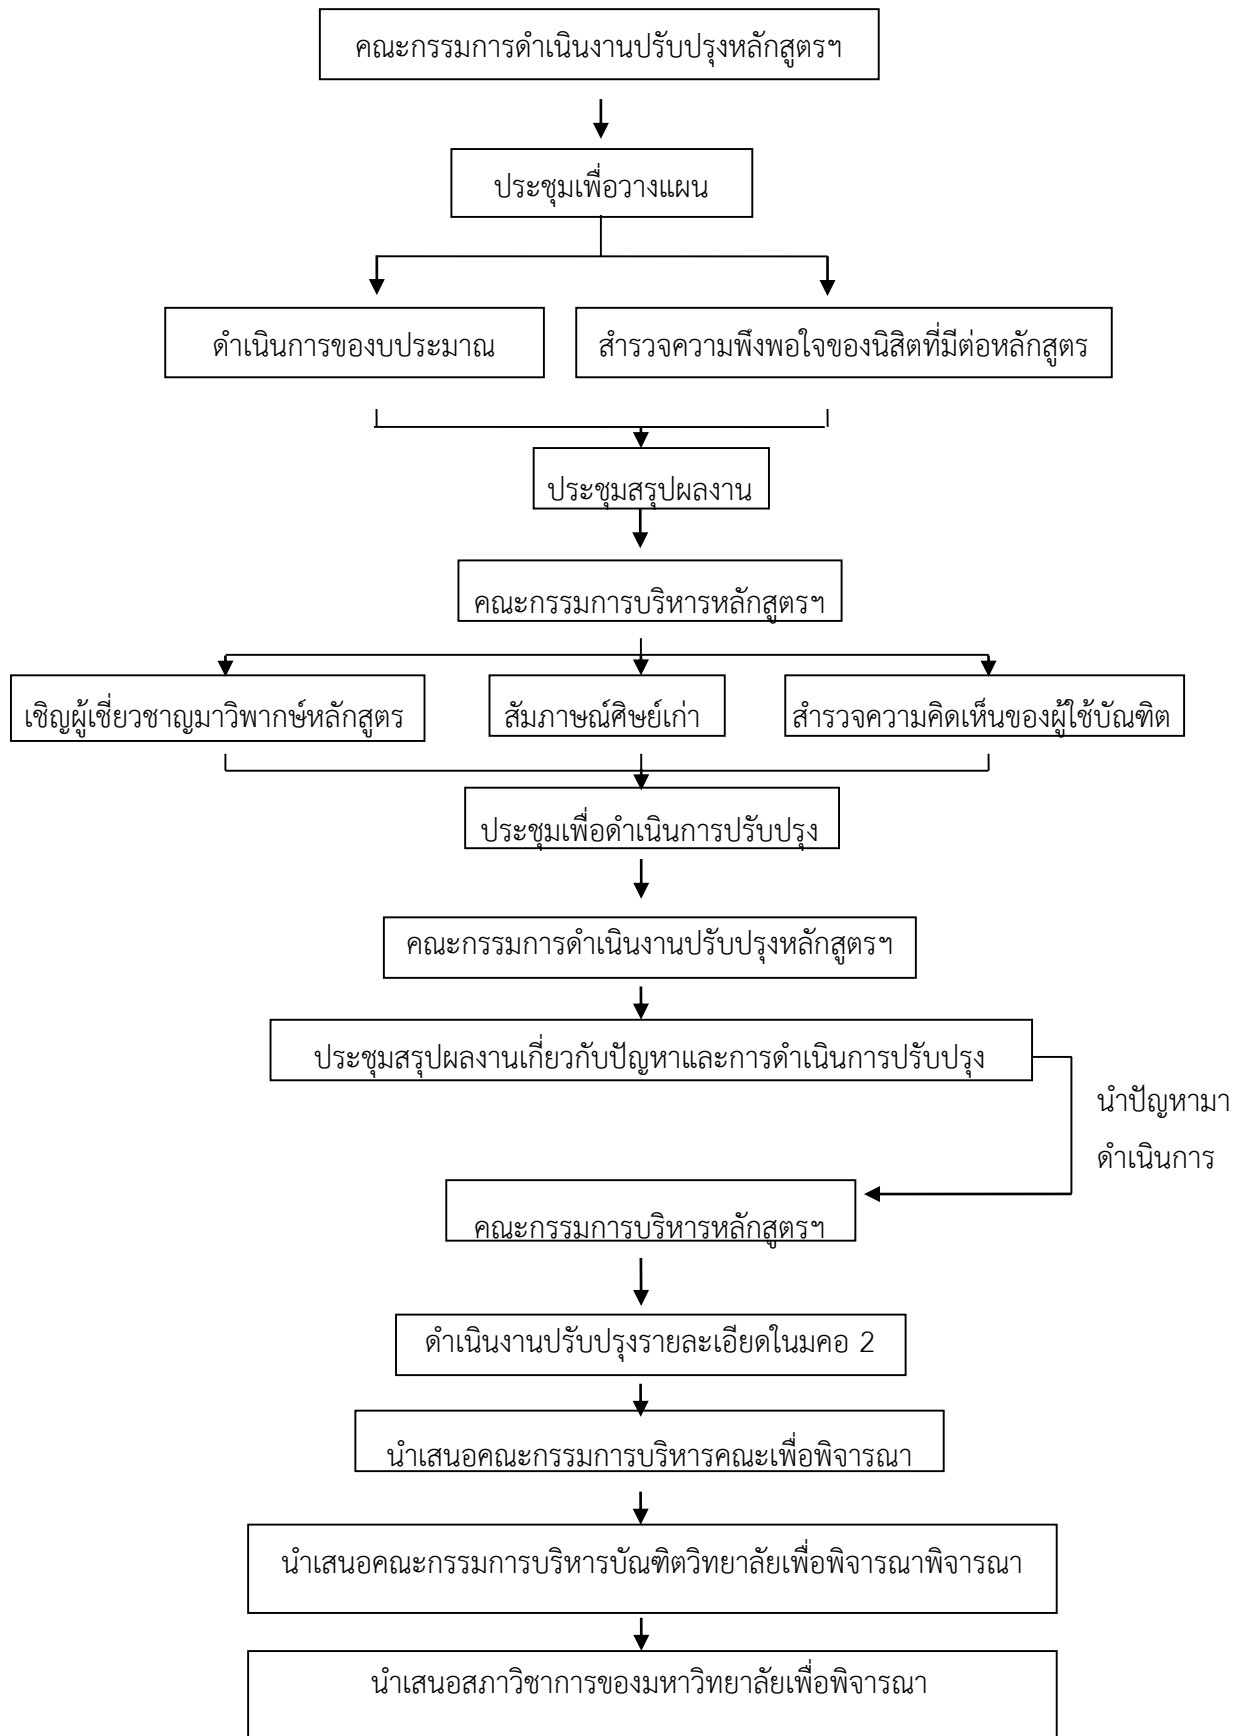 คณะกรรมการดำเนินงานปรับปรุงหลักสูตรฯ
ประชุมเพื่อวางแผน
ดำเนินการของบประมาณ
สำรวจความพึงพอใจของนิสิตที่มีต่อหลักสูตร
ประชุมสรุปผลงาน
คณะกรรมการบริหารหลักสูตรฯ
เชิญผู้เชี่ยวชาญมาวิพากษ์หลักสูตร
สัมภาษณ์ศิษย์เก่า
สำรวจความคิดเห็นของผู้ใช้บัณฑิต
ประชุมเพื่อดำเนินการปรับปรุง
คณะกรรมการดำเนินงานปรับปรุงหลักสูตรฯ
ประชุมสรุปผลงานเกี่ยวกับปัญหาและการดำเนินการปรับปรุง
นำปัญหามา
ดำเนินการ
คณะกรรมการบริหารหลักสูตรฯ
ดำเนินงานปรับปรุงรายละเอียดในมคอ 2
นำเสนอคณะกรรมการบริหารคณะเพื่อพิจารณา
นำเสนอคณะกรรมการบริหารบัณฑิตวิทยาลัยเพื่อพิจารณาพิจารณา
นำเสนอสภาวิชาการของมหาวิทยาลัยเพื่อพิจารณา